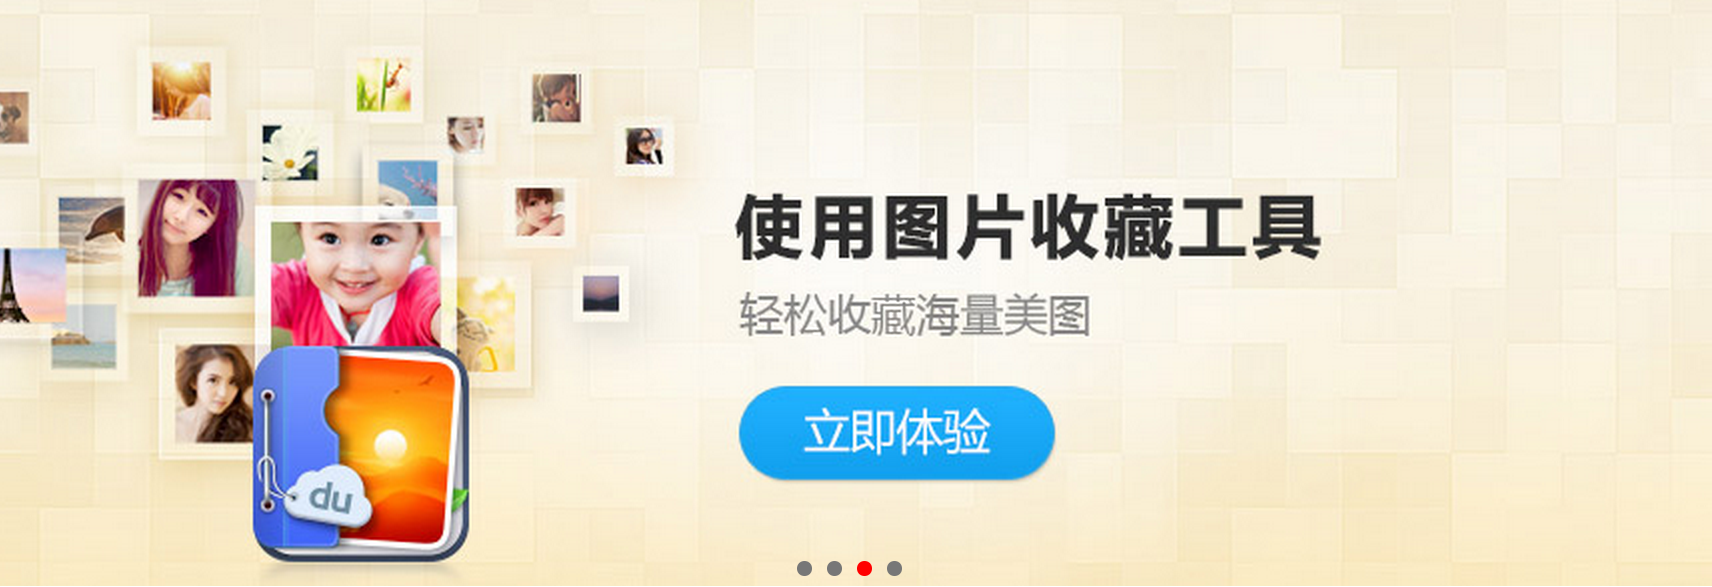 使用图片收藏工具
轻松收藏海量美图
立即体验
du